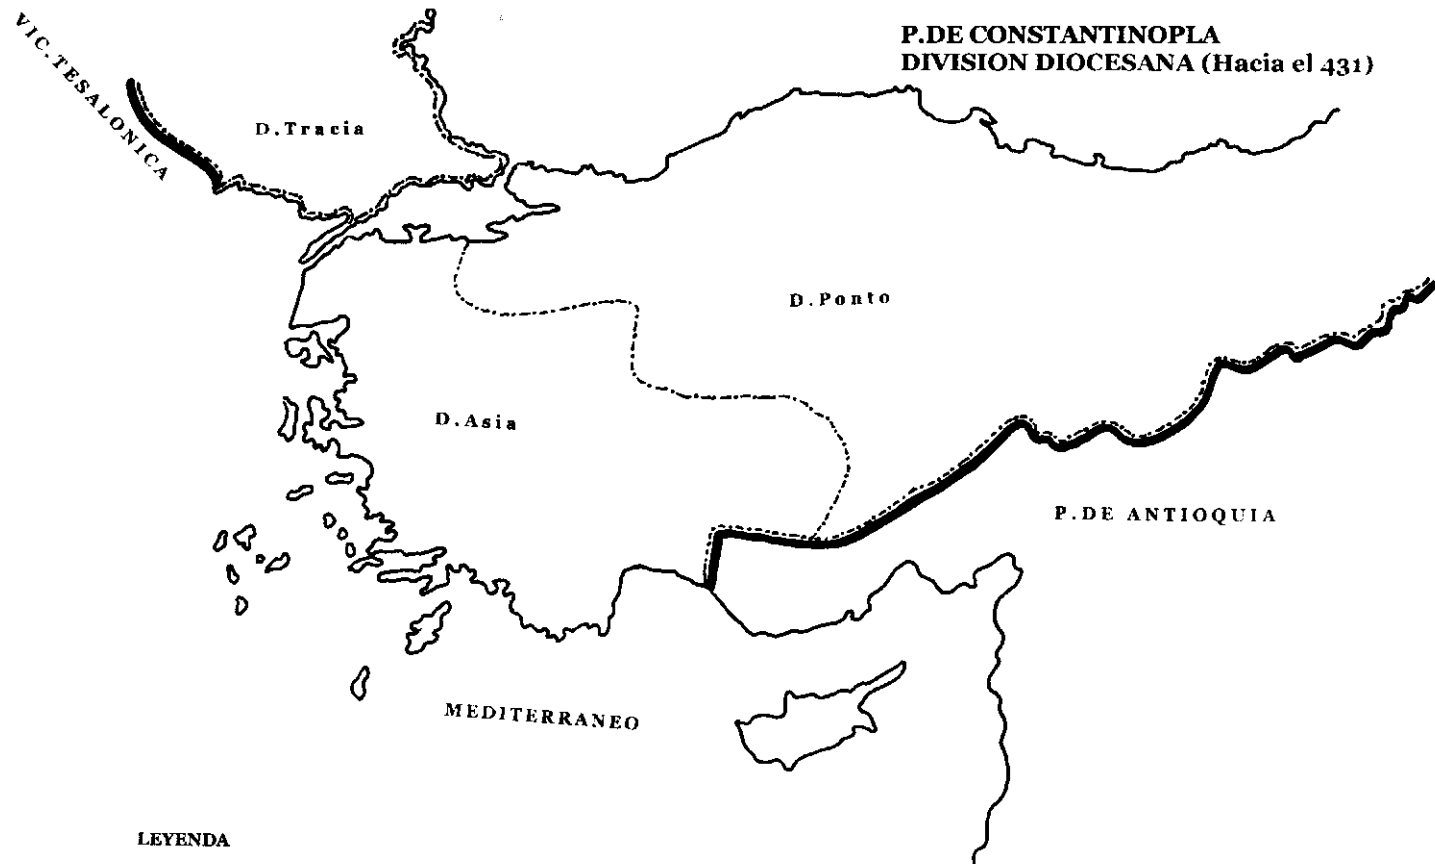 P.DE CONSTANTINOPLA
DIVISION DIOCESANA (Hacia el 431)
VIC. TESALONICA
D.Tracia
D.Ponto
D.Asia
P.DE ANTIOQUIA
MEDITERRANEO
LEYENDA